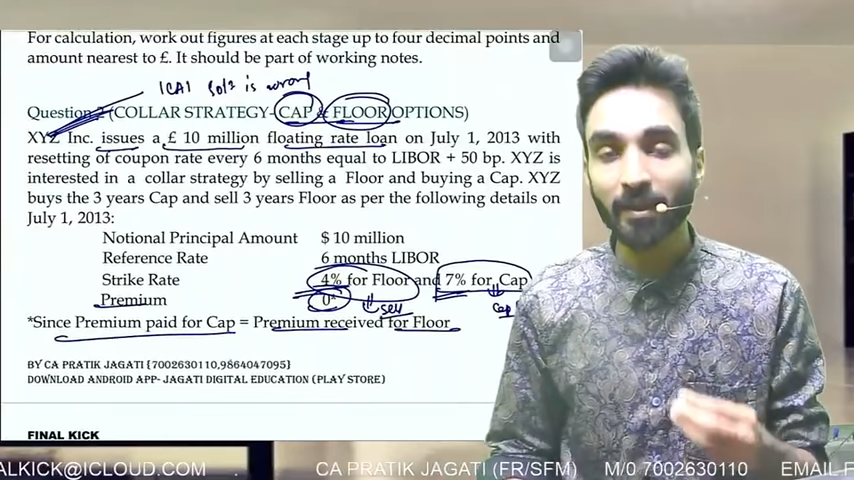 For calculation, work out figures at each stage up to four decimal points and
amount nearest to £. It should be part of working notes.
ICAI Sol² is wrong
Question 2 (COLLAR STRATEGY- CAP & FLOOR OPTIONS)
XYZ Inc. issues a £ 10 million floating rate loan on July 1, 2013 with
resetting of coupon rate every 6 months equal to LIBOR + 50 bp. XYZ is
interested in a collar strategy by selling a Floor and buying a Cap. XYZ
buys the 3 years Cap and sell 3 years Floor as per the following details on
July 1, 2013:
Notional Principal Amount $ 10 million
Reference Rate 6 months LIBOR
Strike Rate 4% for Floor and 7% for Cap
Premium 0*
sell
Cap
*Since Premium paid for Cap = Premium received for Floor
BY CA PRATIK JAGATI {7002630110,9864047095}
DOWNLOAD ANDROID APP- JAGATI DIGITAL EDUCATION (PLAY STORE)
FINAL KICK
ALKICK@ICLOUD.COM CA PRATIK JAGATI (FR/SFM) M/0 7002630110 EMAIL F